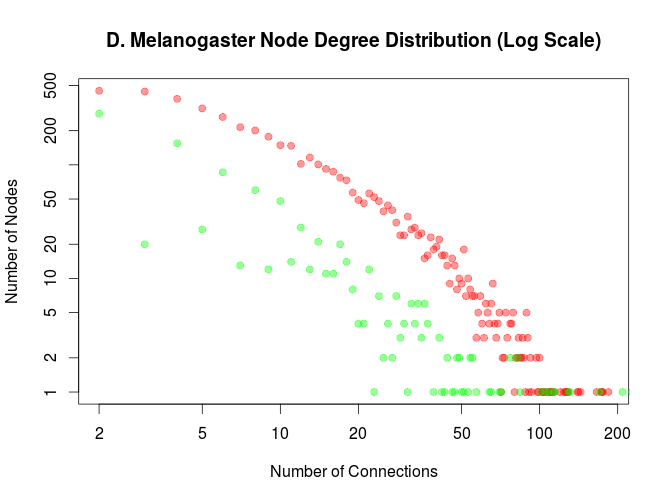 D. Melanogaster Node Degree Distribution (Log Scale)
Number of Nodes
500
200
50
20
10
5
2
1
2 5 10 20 50 100 200
Number of Connections